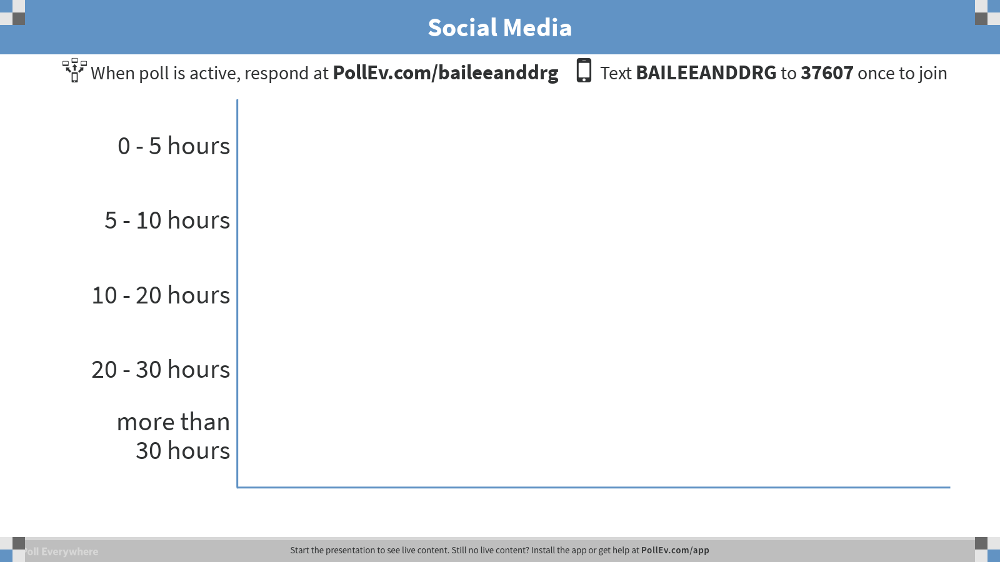 Social Media
When poll is active, respond at PollEv.com/baileeanddrg Text BAILEEANDDRG to 37607 once to join
0 - 5 hours
5 - 10 hours
10 - 20 hours
20 - 30 hours
more than
30 hours
Poll Everywhere
Start the presentation to see live content. Still no live content? Install the app or get help at PollEv.com/app